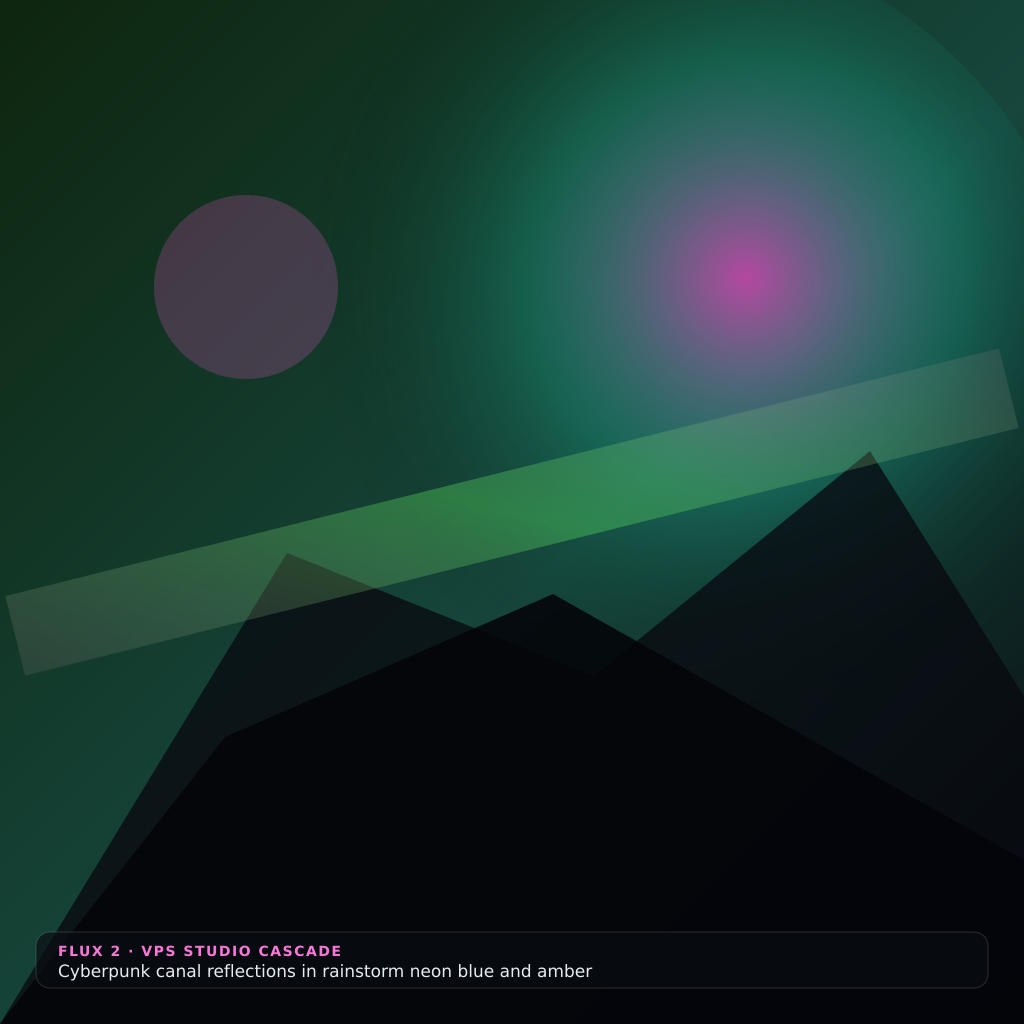 FLUX 2 · VPS STUDIO CASCADE
Cyberpunk canal reflections in rainstorm neon blue and amber